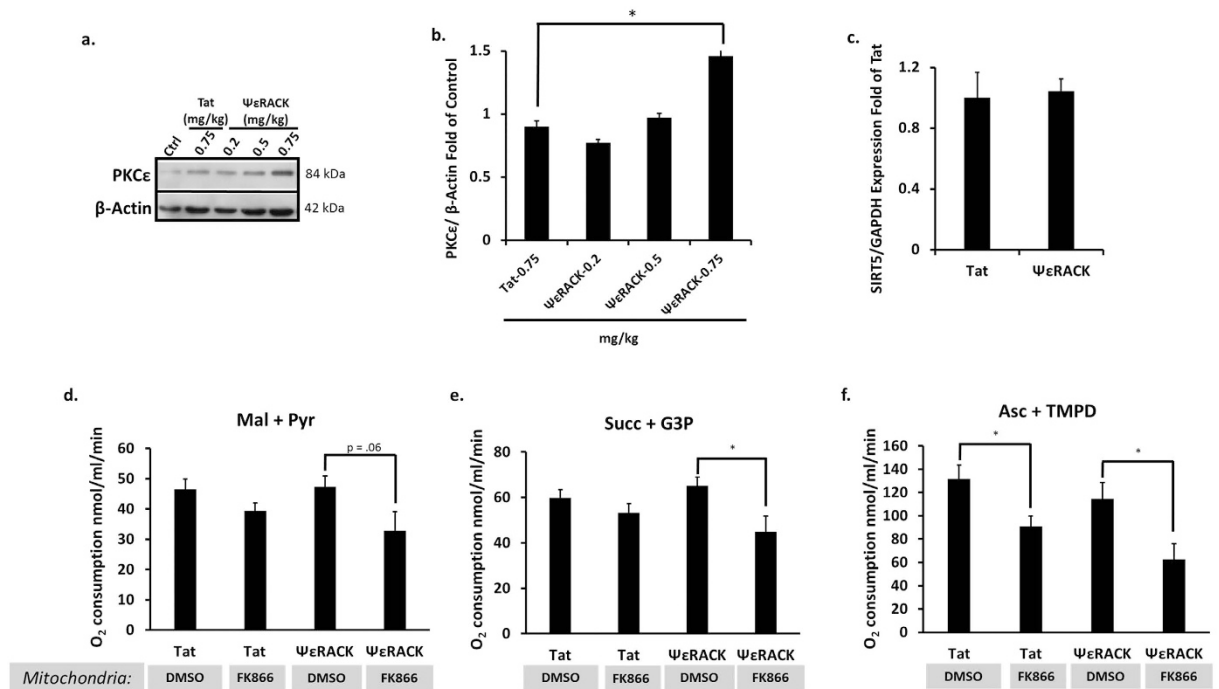 a.
Tat
(mg/kg)
ΨεRACK
(mg/kg)
Ctrl
0.75
0.2
0.5
0.75
PKCε
84 kDa
β-Actin
42 kDa
b.
*
PKCε/ β-Actin Fold of Control
1.5
1
0.5
0
Tat-0.75
ΨεRACK-0.2
ΨεRACK-0.5
ΨεRACK-0.75
mg/kg
c.
SIRT5/GAPDH Expression Fold of Tat
1.2
0.8
0.4
0
Tat
ΨεRACK
d.
Mal + Pyr
p = .06
O₂ consumption nmol/ml/min
60
50
40
30
20
10
0
Tat
Tat
ΨεRACK
ΨεRACK
Mitochondria:
DMSO
FK866
DMSO
FK866
e.
Succ + G3P
*
O₂ consumption nmol/ml/min
80
60
40
20
0
Tat
Tat
ΨεRACK
ΨεRACK
DMSO
FK866
DMSO
FK866
f.
Asc + TMPD
*
*
O₂ consumption nmol/ml/min
160
140
120
100
80
60
40
20
0
Tat
Tat
ΨεRACK
ΨεRACK
DMSO
FK866
DMSO
FK866